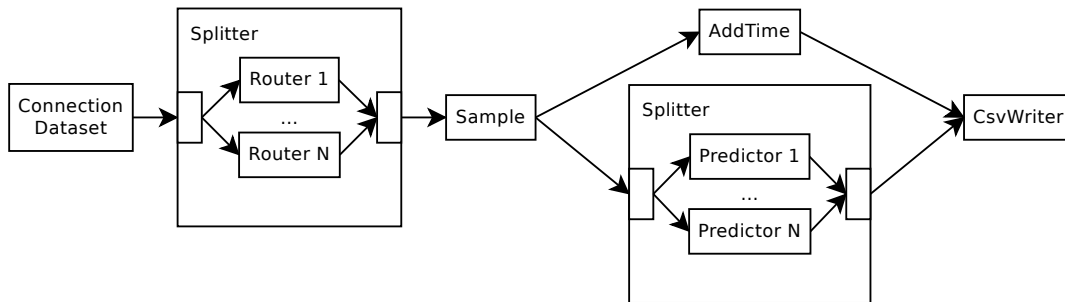 Connection
Dataset
Splitter
Router 1
...
Router N
Sample
AddTime
Splitter
Predictor 1
...
Predictor N
CsvWriter